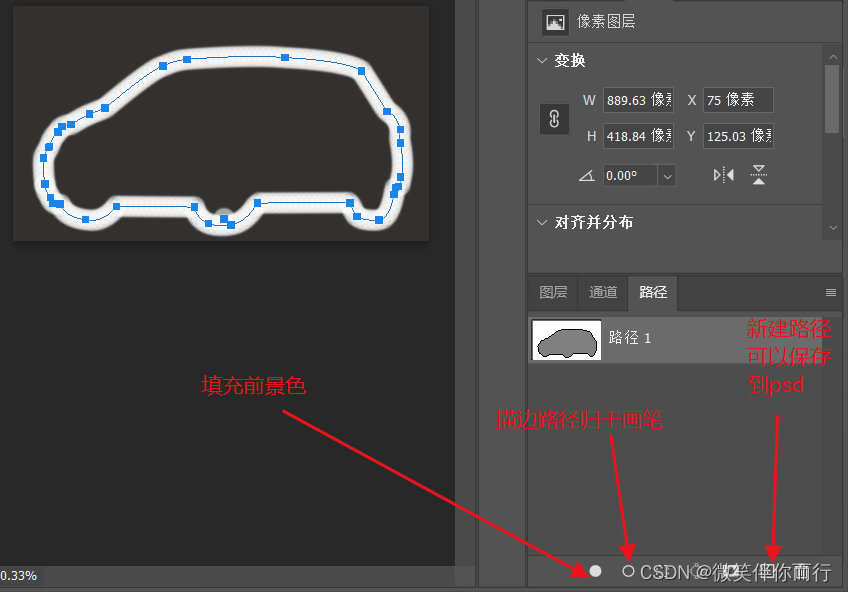 像素图层
变换
W 889.63 像素 X 75 像素
H 418.84 像素 Y 125.03 像素
0.00°
对齐并分布
图层 通道 路径
路径 1
新建路径
可以保存
到psd
填充前景色
描边路径归于画笔
0.33%
CSDN @微笑伴你而行